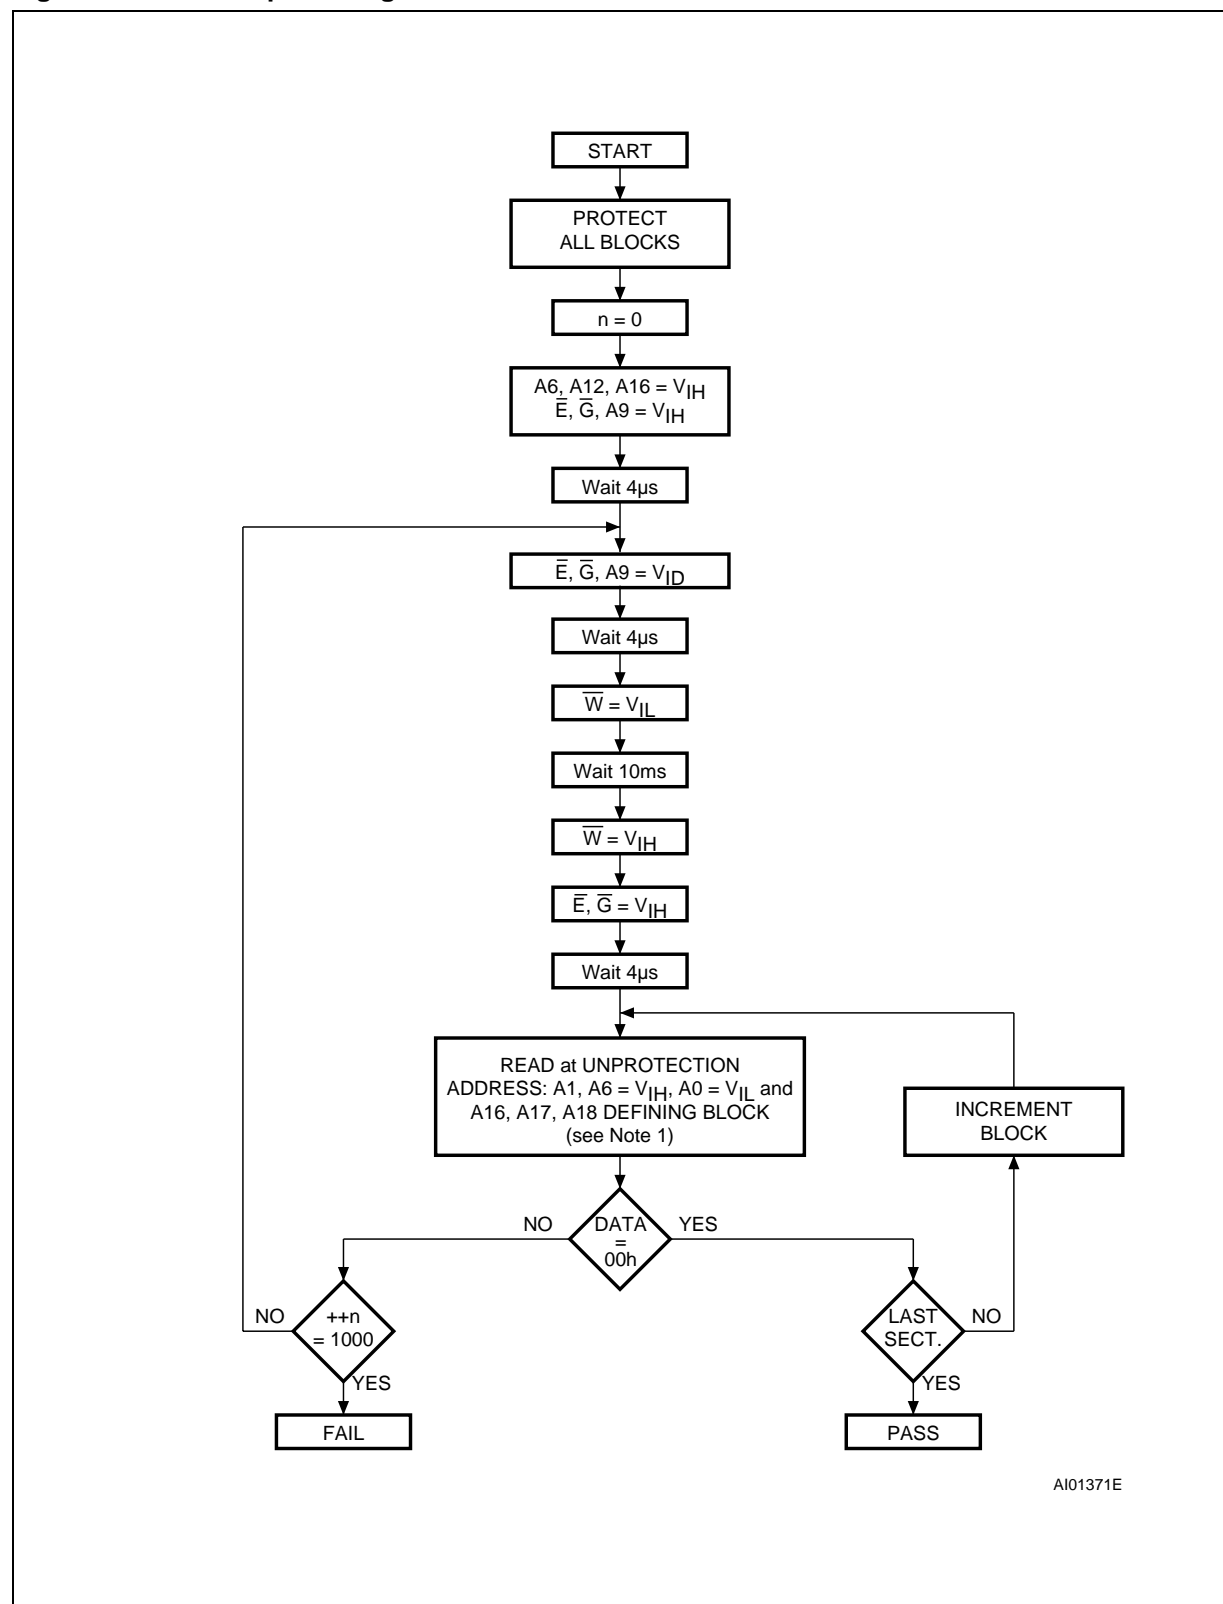 START
PROTECT
ALL BLOCKS
n = 0
A6, A12, A16 = VIH
E̅, G̅, A9 = VIH
Wait 4µs
E̅, G̅, A9 = VID
Wait 4µs
W̅ = VIL
Wait 10ms
W̅ = VIH
E̅, G̅ = VIH
Wait 4µs
READ at UNPROTECTION
ADDRESS: A1, A6 = VIH, A0 = VIL and
A16, A17, A18 DEFINING BLOCK
(see Note 1)
INCREMENT
BLOCK
NO
DATA
=
00h
YES
NO
++n
= 1000
YES
LAST
SECT.
NO
YES
FAIL
PASS
AI01371E